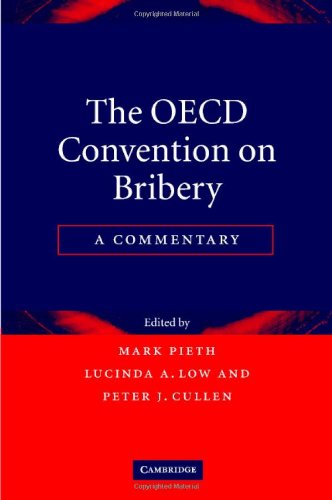 The OECD
Convention on
Bribery
A COMMENTARY
Edited by
MARK PIETH
LUCINDA A. LOW AND
PETER J. CULLEN
CAMBRIDGE